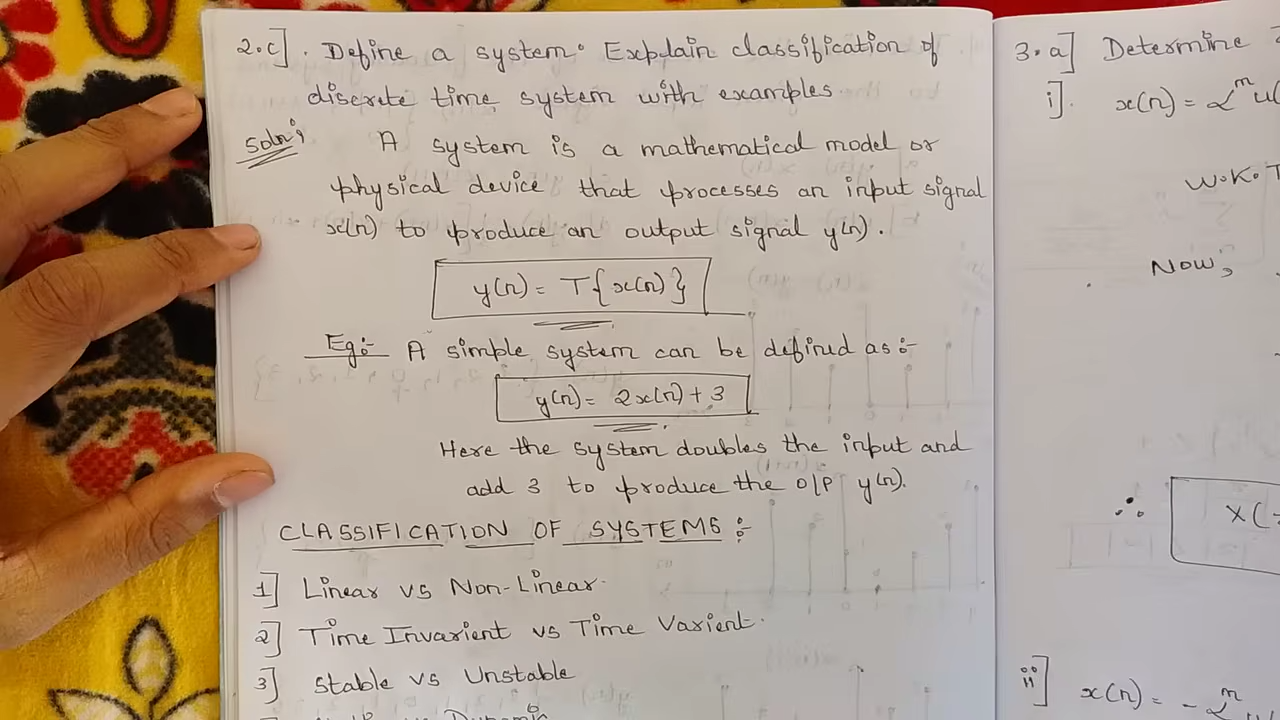 2.c]. Define a system. Explain classification of
discrete time system with examples.
Soln:
A system is a mathematical model or
physical device that processes an input signal
x(n) to produce an output signal y(n).
y(n) = T{x(n)}
Eg:- A simple system can be defined as :-
y(n) = 2x(n) + 3
Here the system doubles the input and
add 3 to produce the O/P y(n).
CLASSIFICATION OF SYSTEMS :-
1] Linear vs Non-Linear.
2] Time Invarient vs Time Varient.
3] Stable vs Unstable
Dynamic
3.a] Determine
i]. x(n) = α^n u(
W.K.T
Now,
∴ X(
ii] x(n) = -α^n u